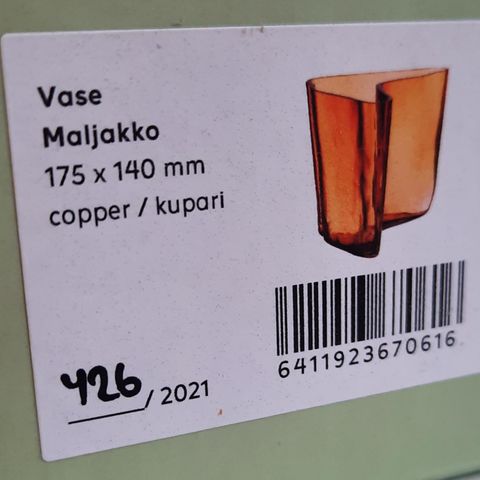 Vase
Maljakko
175 x 140 mm
copper / kupari
6411923670616
426 / 2021